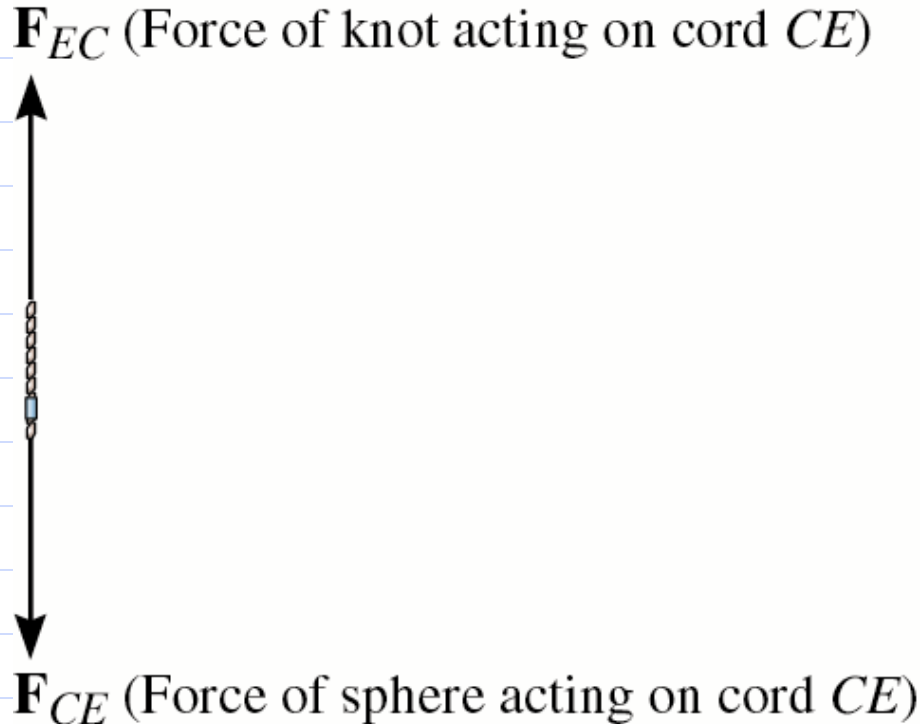 F_EC (Force of knot acting on cord CE)
F_CE (Force of sphere acting on cord CE)